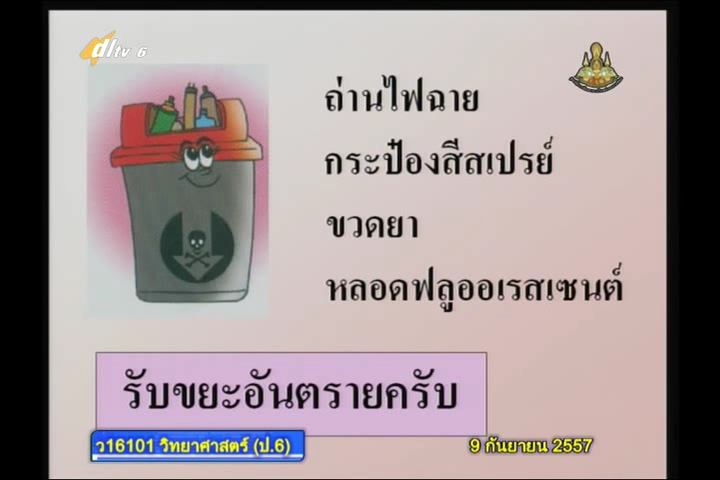 dltv 6
ถ่านไฟฉาย
กระป๋องสีสเปรย์
ขวดยา
หลอดฟลูออเรสเซนต์
รับขยะอันตรายครับ
ว16101 วิทยาศาสตร์ (ป.6)
9 กันยายน 2557